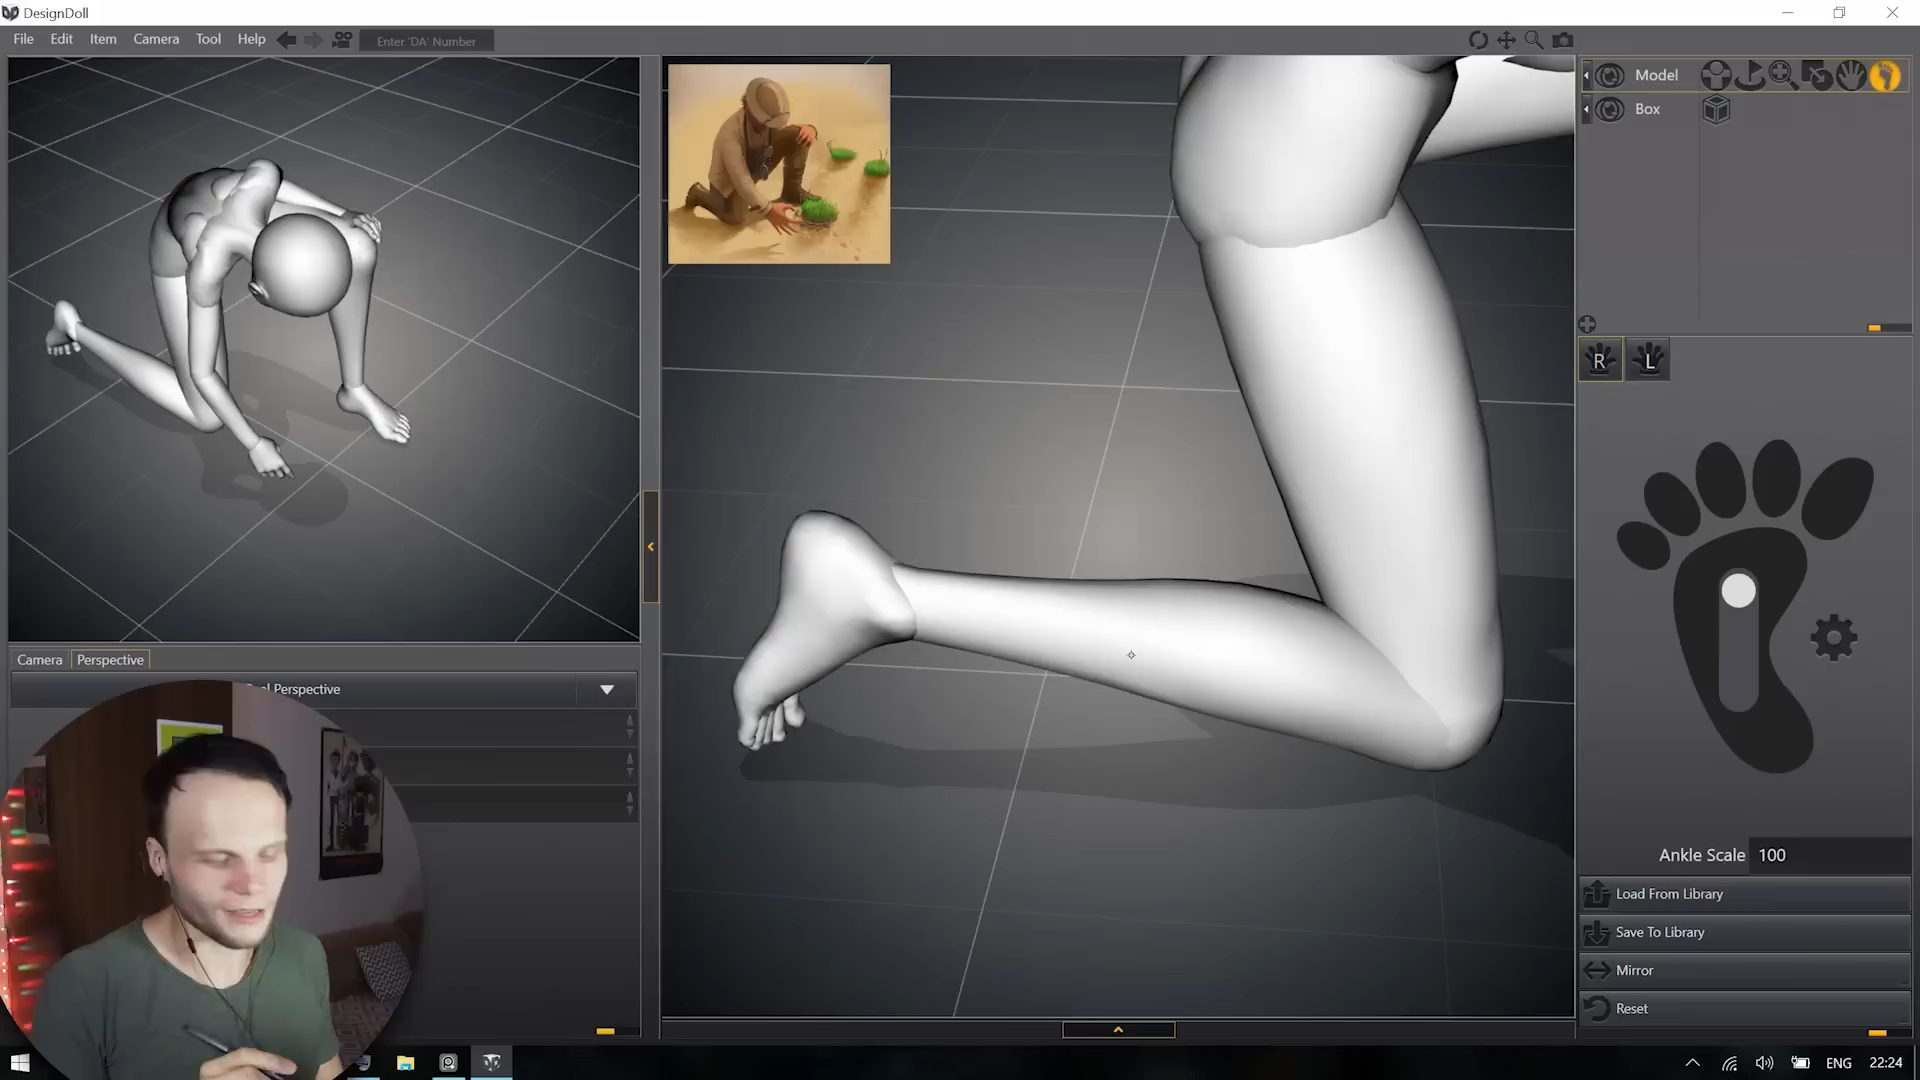 DesignDoll
File Edit Item Camera Tool Help Enter 'DA' Number
Model
Box
R L
Camera Perspective
Perspective
Ankle Scale 100
Load From Library
Save To Library
Mirror
Reset
ENG 22:24